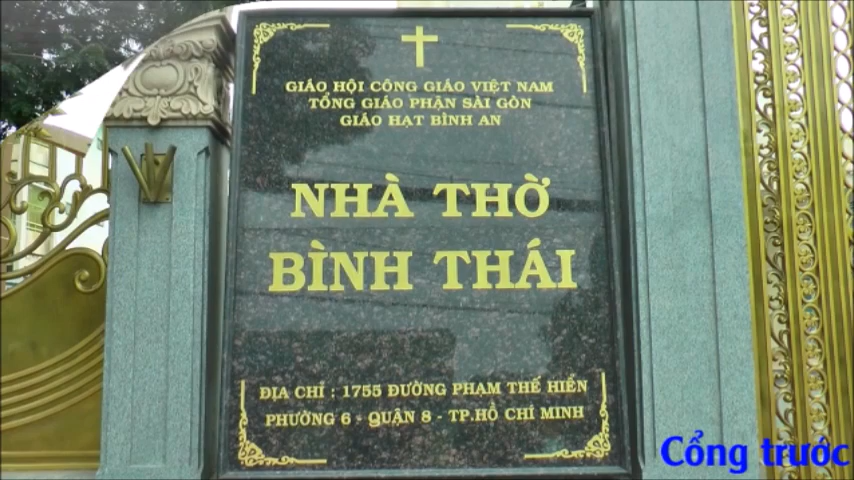 GIÁO HỘI CÔNG GIÁO VIỆT NAM
TỔNG GIÁO PHẬN SÀI GÒN
GIÁO HẠT BÌNH AN
NHÀ THỜ
BÌNH THÁI
ĐỊA CHỈ : 1755 ĐƯỜNG PHẠM THẾ HIỂN
PHƯỜNG 6 - QUẬN 8 - TP.HỒ CHÍ MINH
Cổng trước